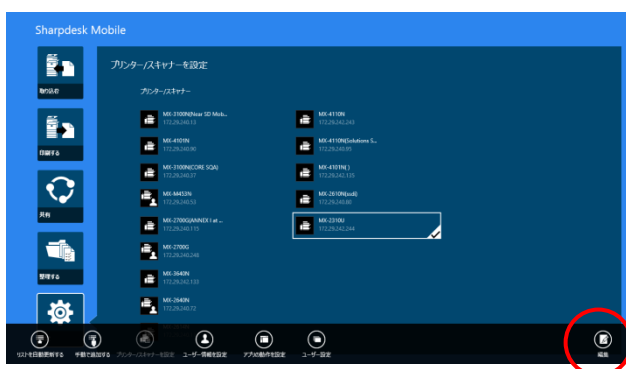 Sharpdesk Mobile
プリンター/スキャナーを設定
プリンター/スキャナー
取り込む
印刷する
共有
整理する
MX-3100N(Near SD Mob...
172.29.240.13
MX-4101N
172.29.240.90
MX-3100N(CORE SQA)
172.29.240.37
MX-M453N
172.29.240.53
MX-2700G(ANNEX I at ...
172.29.240.115
MX-2700G
172.29.240.248
MX-3640N
172.29.242.133
MX-2640N
172.29.240.72
MX-4110N
172.29.242.243
MX-4110N(Solutions S...
172.29.240.95
MX-4101N( )
172.29.242.135
MX-2610N(sudi)
172.29.240.80
MX-2310U
172.29.242.244
リストを自動更新する
手動で追加する
プリンター/スキャナーを設定
ユーザー情報を設定
アプリの動作を設定
ユーザー設定
編集